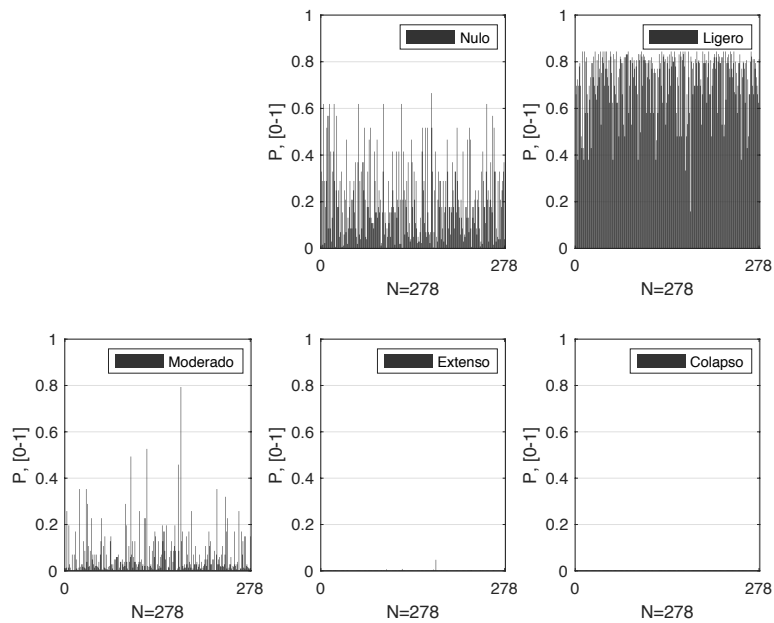 1
Nulo
0.8
0.6
0.4
0.2
0
P, [0-1]
0 278
N=278
1
Ligero
0.8
0.6
0.4
0.2
0
P, [0-1]
0 278
N=278
1
Moderado
0.8
0.6
0.4
0.2
0
P, [0-1]
0 278
N=278
1
Extenso
0.8
0.6
0.4
0.2
0
P, [0-1]
0 278
N=278
1
Colapso
0.8
0.6
0.4
0.2
0
P, [0-1]
0 278
N=278